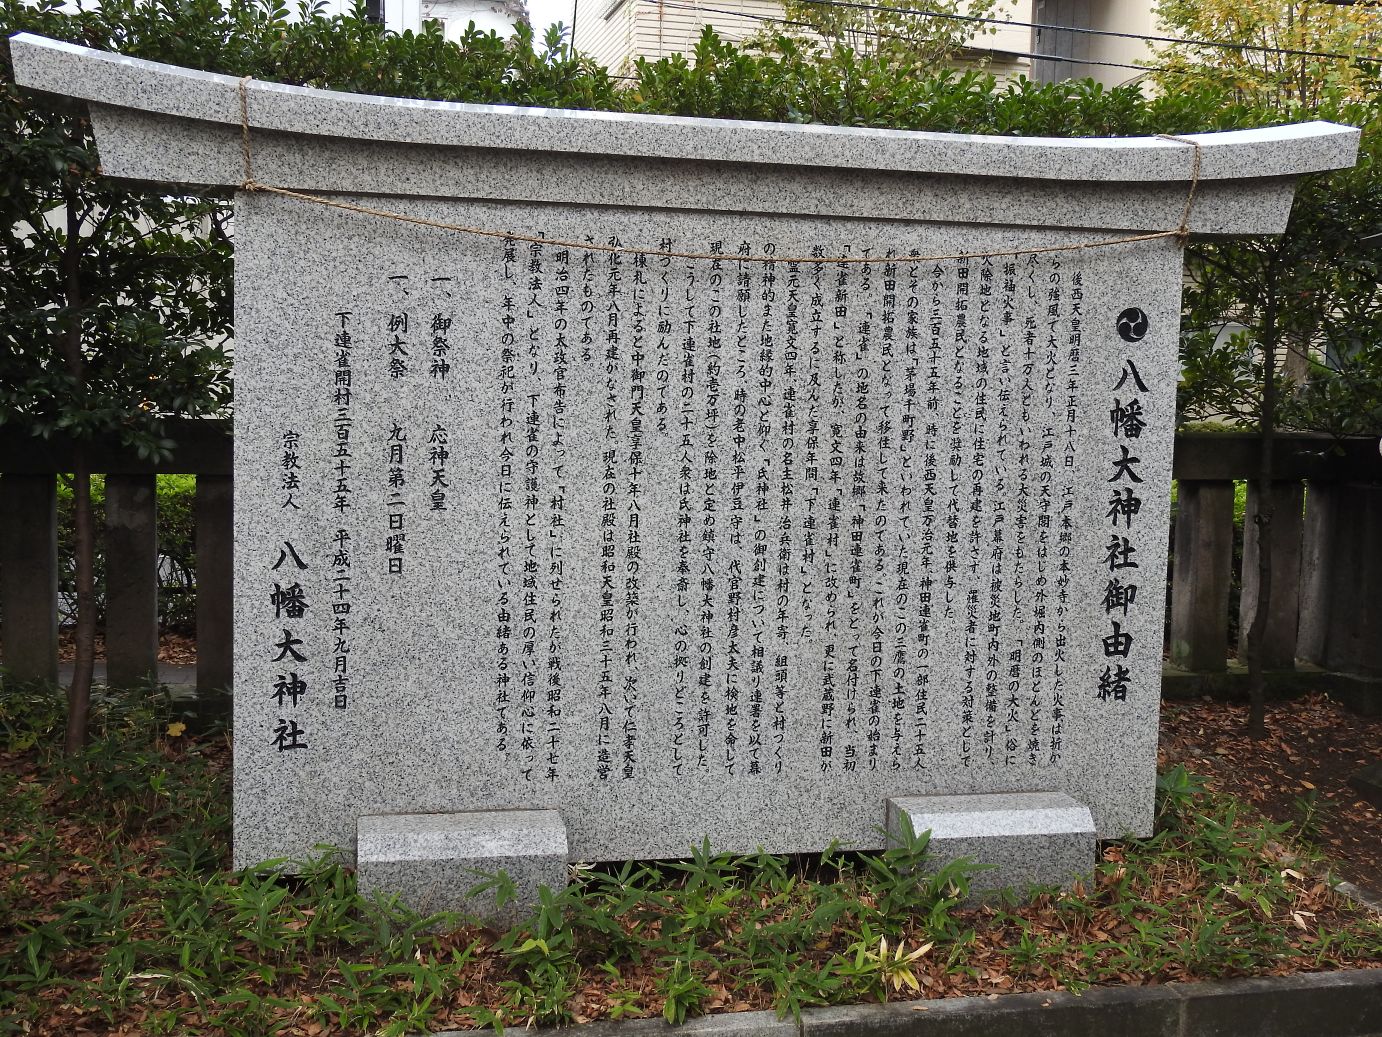 八幡大神社御由緒
後西天皇明暦三年正月十八日、江戸本郷の本妙寺から出火した火事は折か
らの強風で大火となり、江戸城の天守閣をはじめ外堀内側のほとんどを焼き
尽くし、死者十万人ともいわれる大災害をもたらした。「明暦の大火」俗に
「振袖火事」と言い伝えられている。江戸幕府は被災地町内外の整備を計り、
火除地となる地域の住民に住宅の再建を許さず、罹災者に対する対策として
新田開拓農民となることを奨励して代替地を供与した。
今から三百五十五年前、時に後西天皇万治元年、神田連雀町の一部住民二十五人
とその家族は、「茅場千町野」といわれていた現在のこの三鷹の土地を与えら
れ新田開拓農民となって移住して来たのである。これが今日の下連雀の始まり
である。「連雀」の地名の由来は故郷、「神田連雀町」をとって名付けられ、当初
「連雀新田」と称したり、寛文四年、「連雀村」に改められ、更に武蔵野に新田が
数多く成立するに及んだ享保年間、「下連雀村」となった。
霊元天皇寛文四年、連雀村の名主松井治兵衛は村の年寄、組頭等と村づくり
の精神的また地縁的中心と仰ぐ、「氏神社」の御創建について相議り連署を以て幕
府に請願したところ、時の老中松平伊豆守は、代官野村彦太夫に検地を命じて
現在のこの社地（約壱万坪）を除地と定め鎮守八幡大神社の創建を許可した。
こうして下連雀村の二十五人衆は氏神社を奉斎し、心の拠りどころとして
村づくりに励んだのである。
棟札によると中御門天皇享保十年八月社殿の改築が行われ、次いで仁孝天皇
弘化元年八月再建がなされた。現在の社殿は昭和天皇昭和三十五年八月に造営
されたものである。
明治四年の太政官布告によって、「村社」に列せられたが戦後昭和二十七年
「宗教法人」となり、下連雀の守護神として地域住民の厚い信仰心に依って
発展し、年中の祭祀が行われ今日に伝えられている由緒ある神社である。
一、御祭神　応神天皇
一、例大祭　九月第二日曜日
下連雀開村三百五十五年　平成二十四年九月吉日
宗教法人　八幡大神社